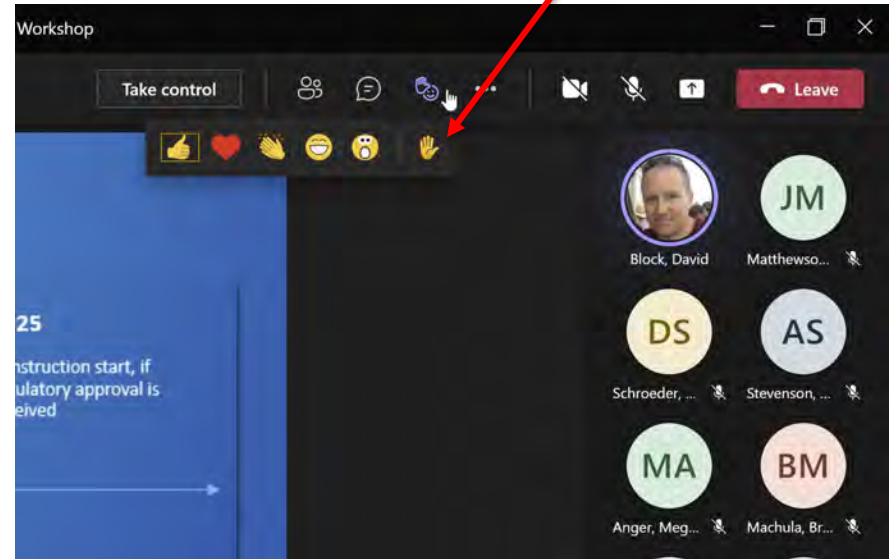 Workshop
Take control
Leave
JM
Block, David
Matthewso...
25
DS
AS
nstruction start, if
Schroeder, ...
Stevenson, ...
ulatory approval is
eived
MA
BM
Anger, Meg...
Machula, Br...